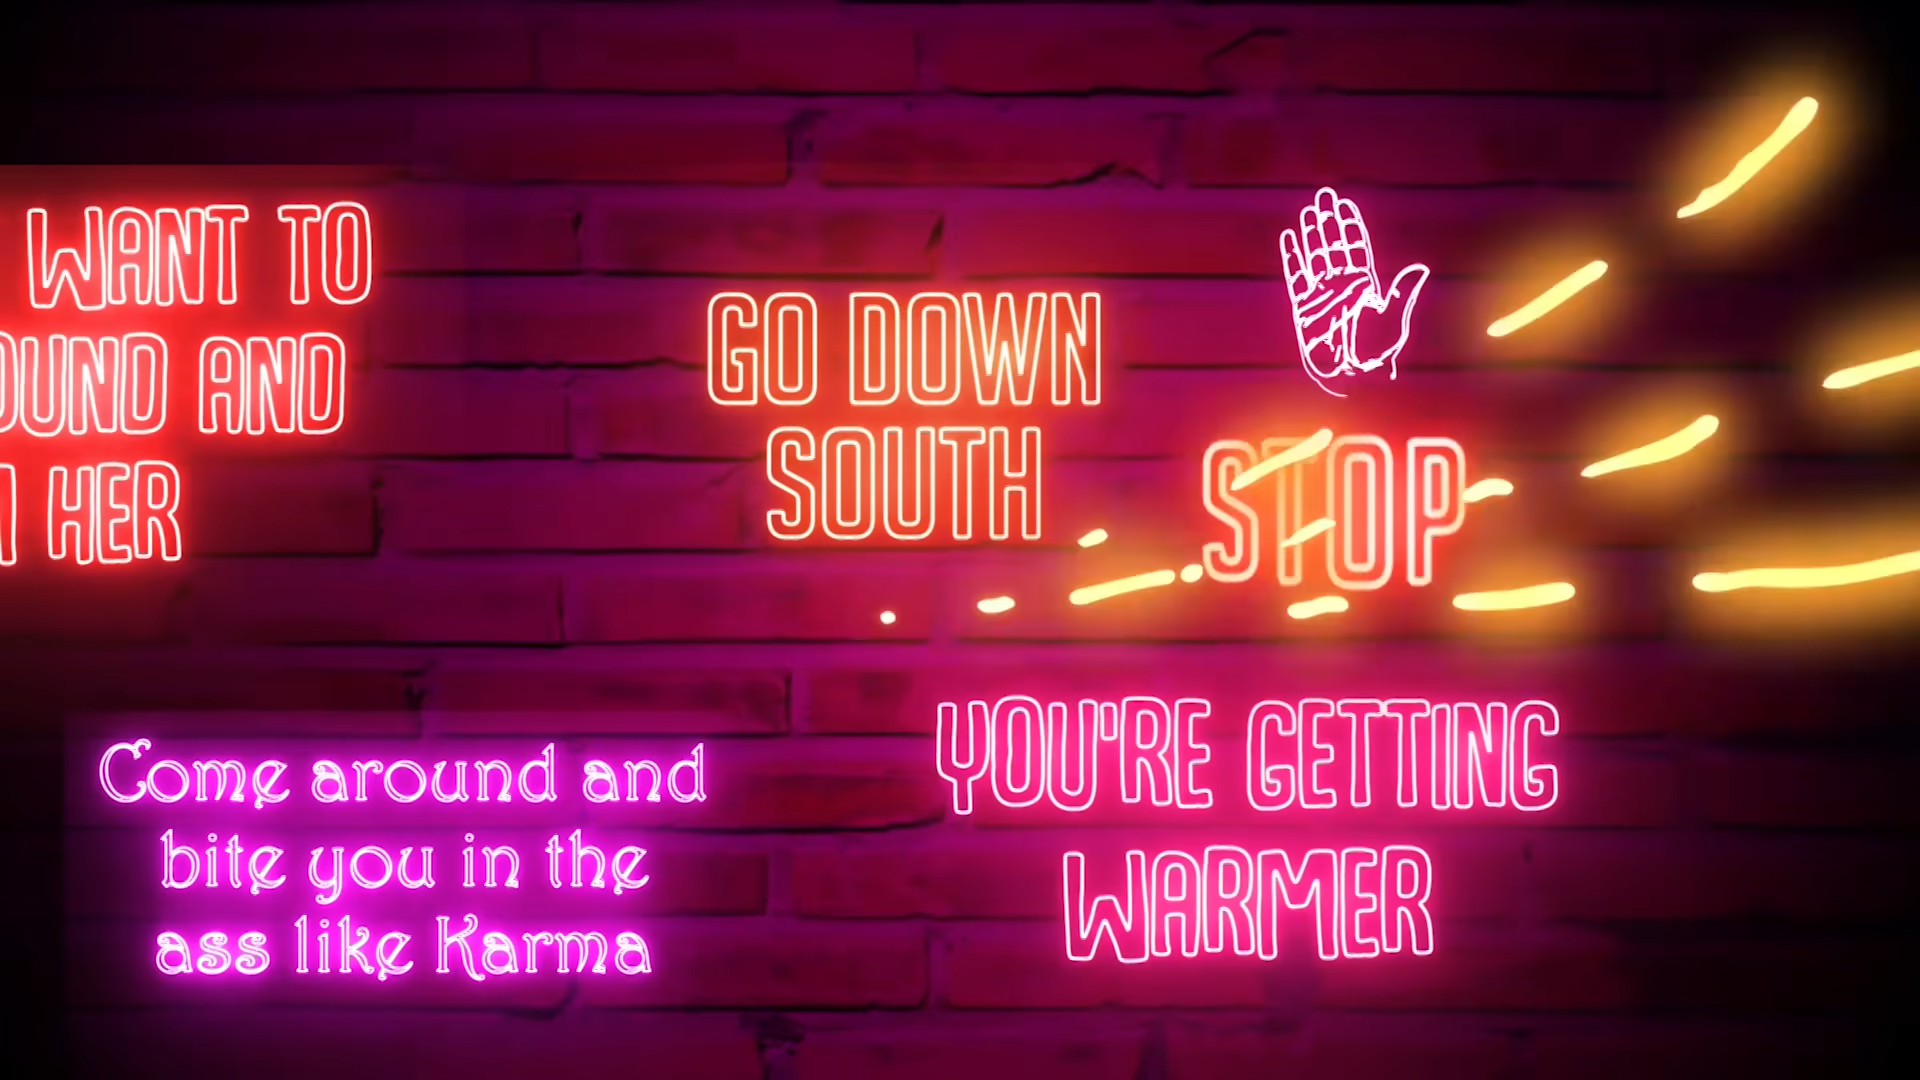 WANT TO
AND
HER
GO DOWN
SOUTH
STOP
Come around and
bite you in the
ass like Karma
YOU'RE GETTING
WARMER